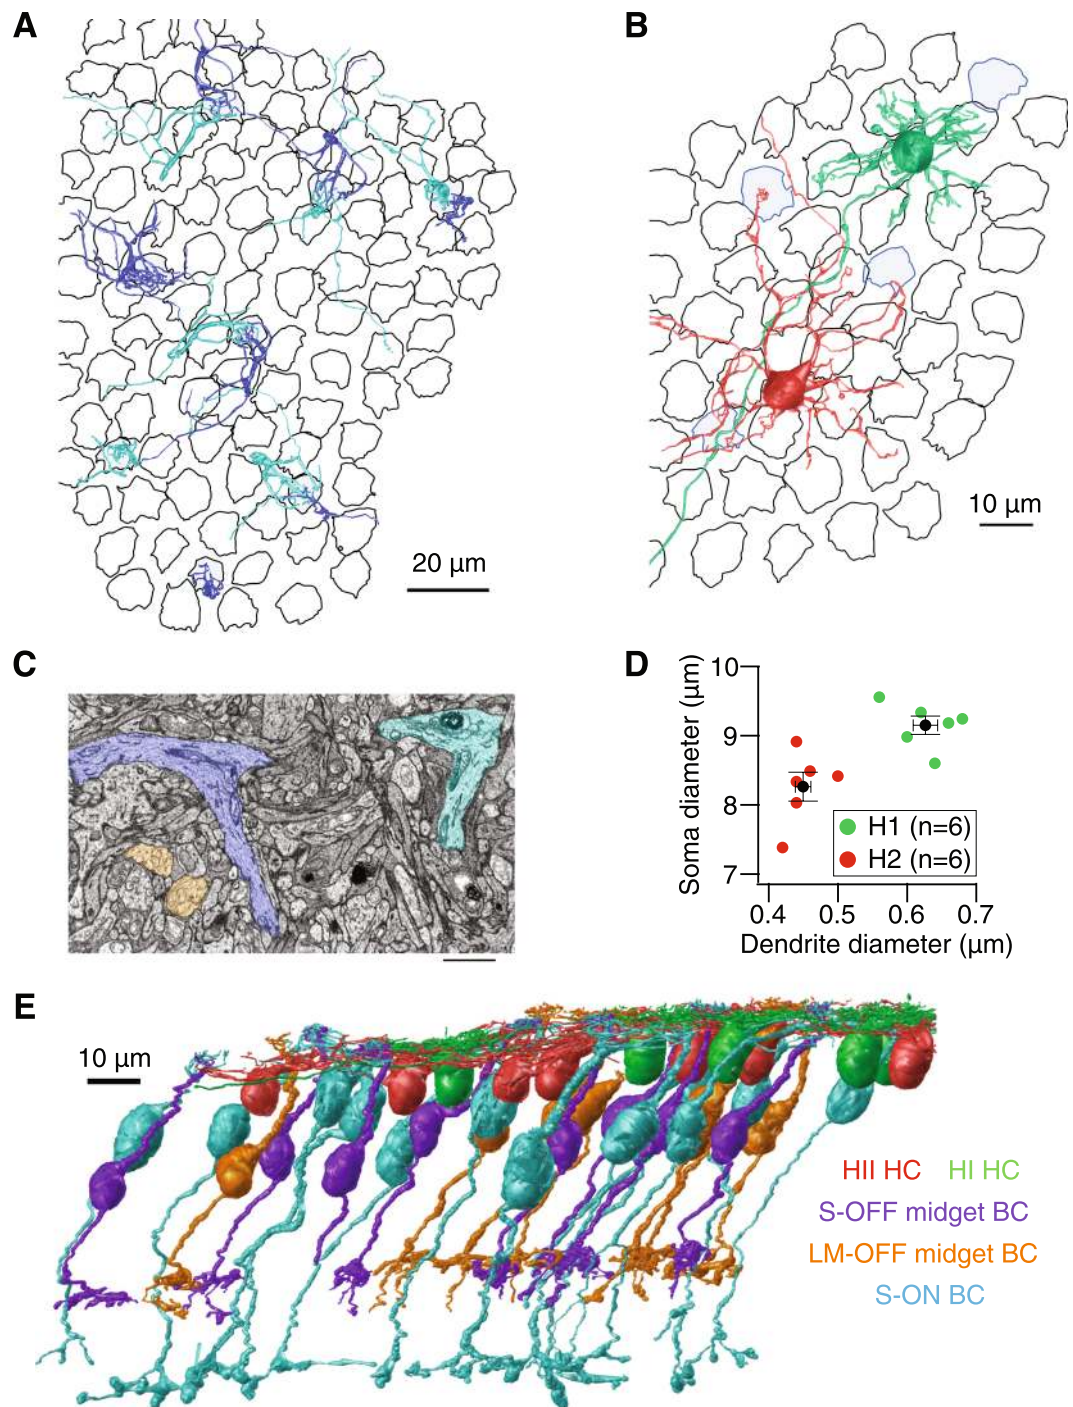 A
B
20 µm
10 µm
C
D
Soma diameter (µm)
10
9
8
7
H1 (n=6)
H2 (n=6)
0.4 0.5 0.6 0.7
Dendrite diameter (µm)
E
10 µm
HII HC HI HC
S-OFF midget BC
LM-OFF midget BC
S-ON BC